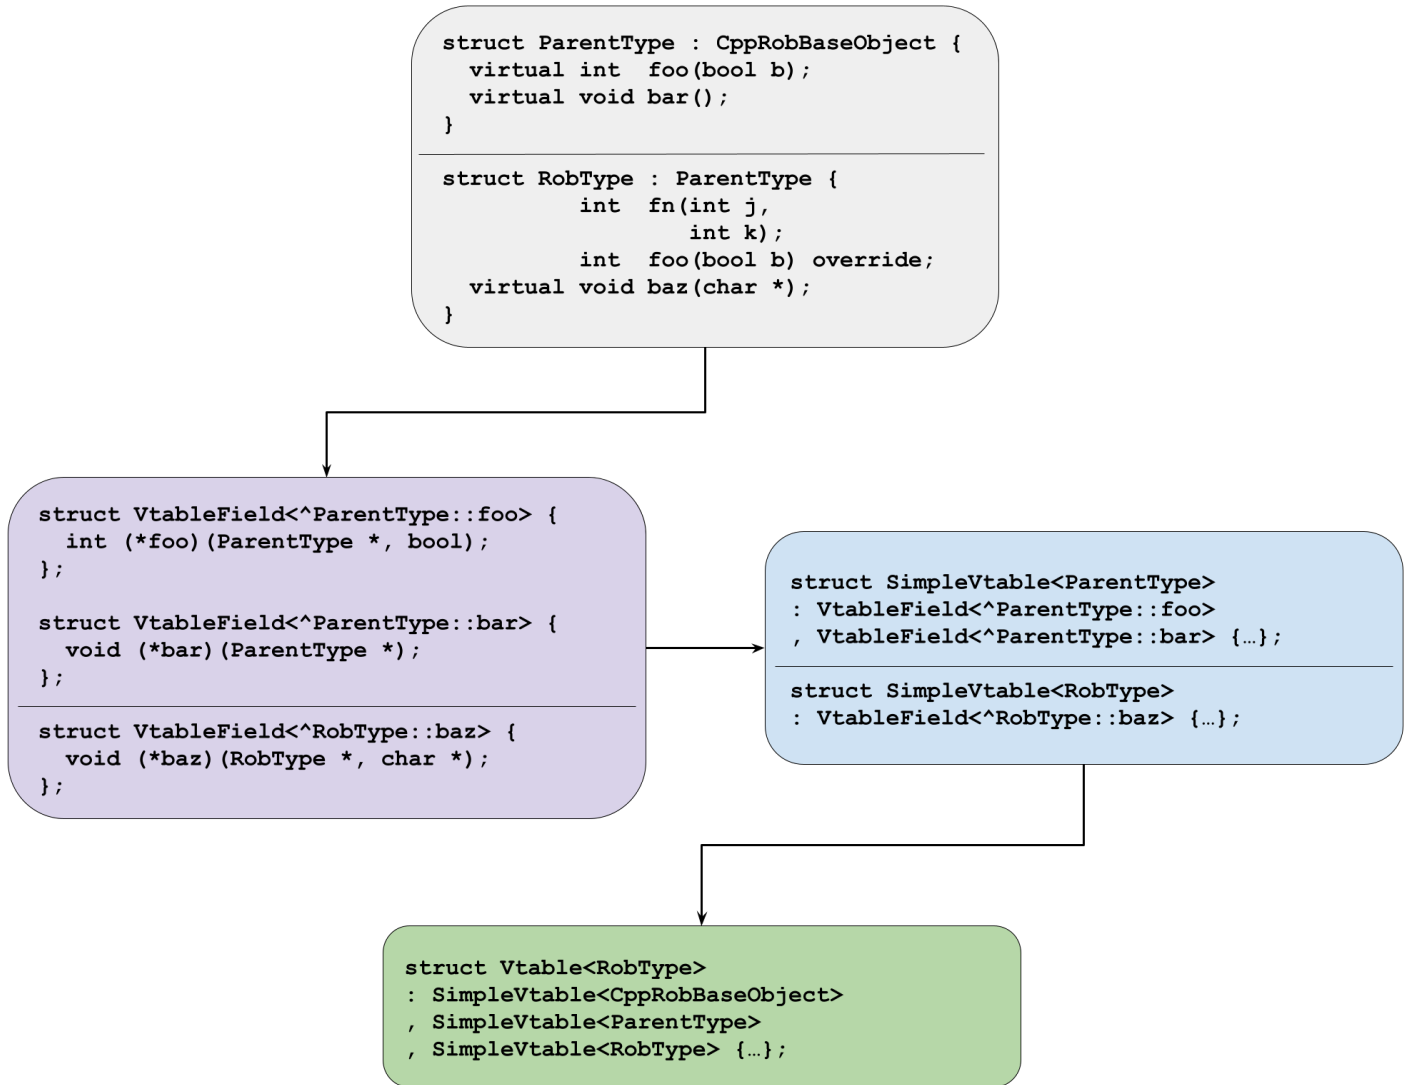 struct ParentType : CppRobBaseObject {
  virtual int  foo(bool b);
  virtual void bar();
}
struct RobType : ParentType {
          int  fn(int j,
                  int k);
          int  foo(bool b) override;
  virtual void baz(char *);
}
struct VtableField<^ParentType::foo> {
  int (*foo)(ParentType *, bool);
};
struct VtableField<^ParentType::bar> {
  void (*bar)(ParentType *);
};
struct VtableField<^RobType::baz> {
  void (*baz)(RobType *, char *);
};
struct SimpleVtable<ParentType>
: VtableField<^ParentType::foo>
, VtableField<^ParentType::bar> {…};
struct SimpleVtable<RobType>
: VtableField<^RobType::baz> {…};
struct Vtable<RobType>
: SimpleVtable<CppRobBaseObject>
, SimpleVtable<ParentType>
, SimpleVtable<RobType> {…};